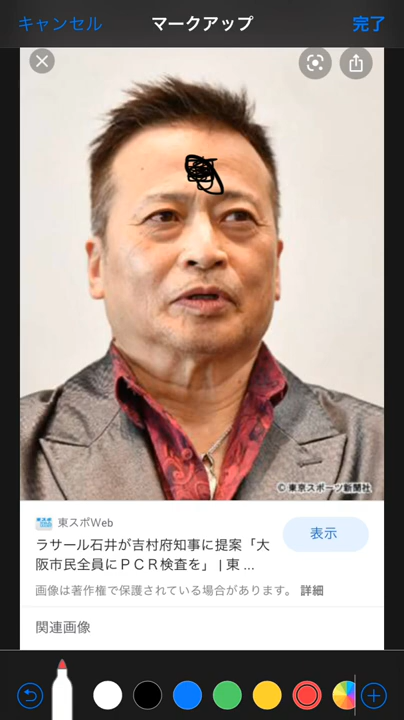 キャンセル
マークアップ
完了
©東京スポーツ新聞社
東スポWeb
ラサール石井が吉村府知事に提案「大
阪市民全員にＰＣＲ検査を」 | 東 ...
表示
画像は著作権で保護されている場合があります。 詳細
関連画像